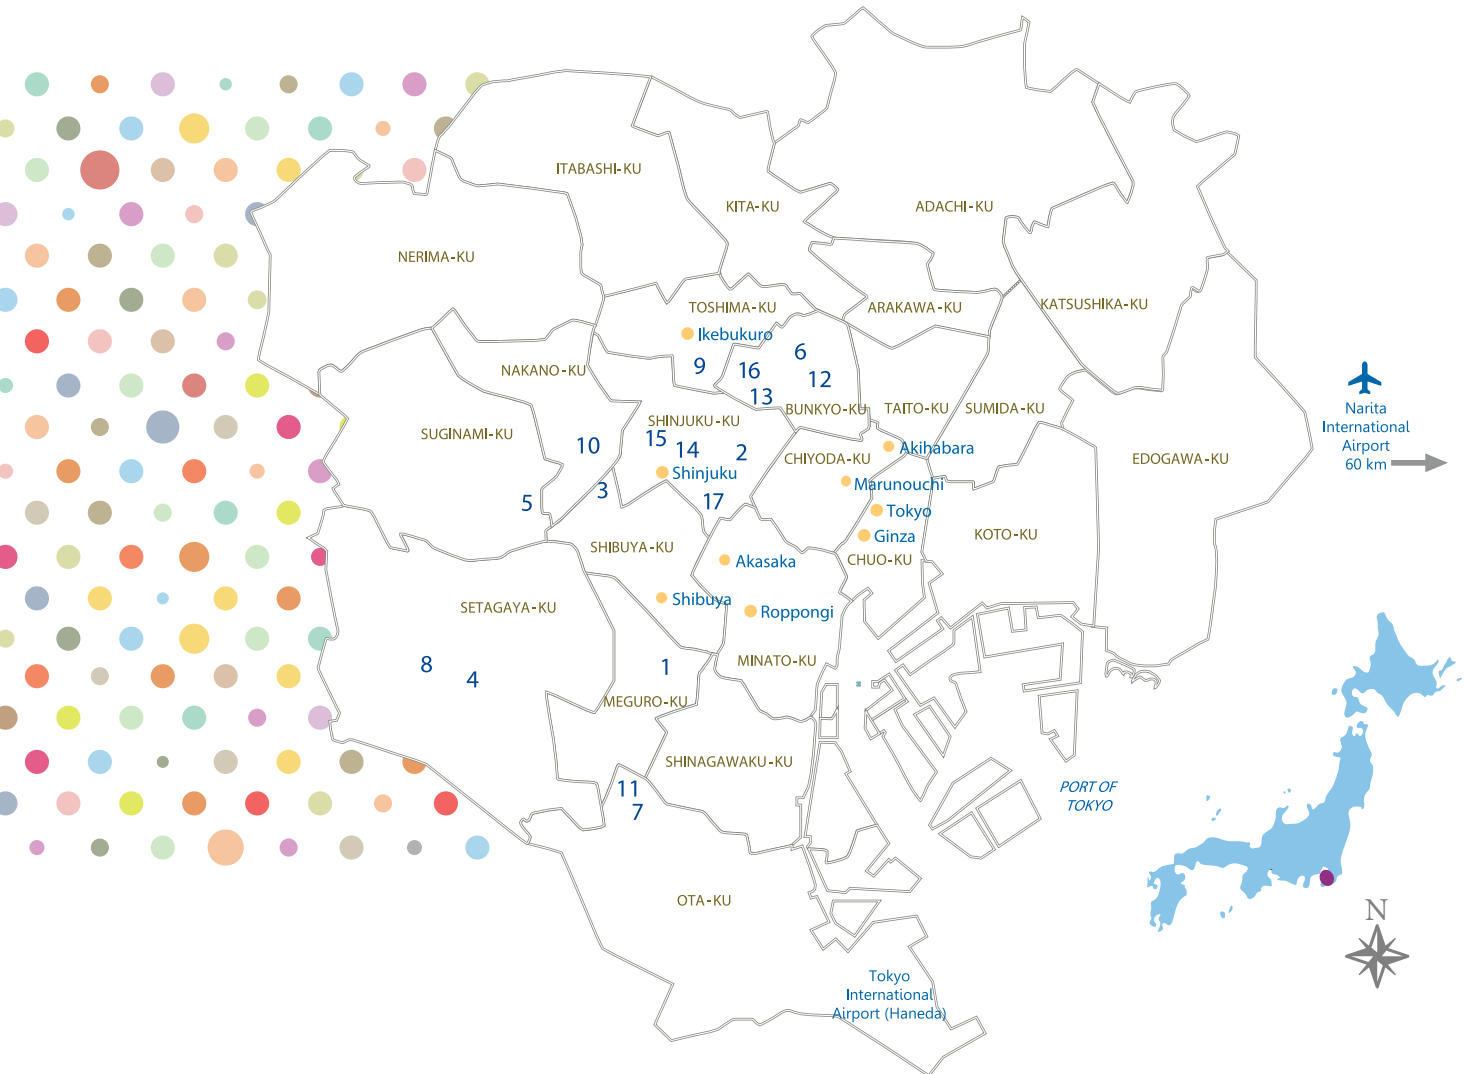 ITABASHI-KU
KITA-KU
ADACHI-KU
NERIMA-KU
TOSHIMA-KU
ARAKAWA-KU
KATSUSHIKA-KU
Ikebukuro
NAKANO-KU
9
16
6
12
13
BUNKYO-KU
TAITO-KU
SUMIDA-KU
SUGINAMI-KU
SHINJUKU-KU
15
14
2
10
Shinjuku
CHIYODA-KU
Akihabara
EDOGAWA-KU
Narita
International
Airport
60 km
Marunouchi
3
5
17
Tokyo
Ginza
KOTO-KU
SHIBUYA-KU
CHUO-KU
Akasaka
SETAGAYA-KU
Shibuya
Roppongi
8
4
1
MINATO-KU
MEGURO-KU
SHINAGAWAKU-KU
11
7
PORT OF
TOKYO
OTA-KU
N
Tokyo
International
Airport (Haneda)